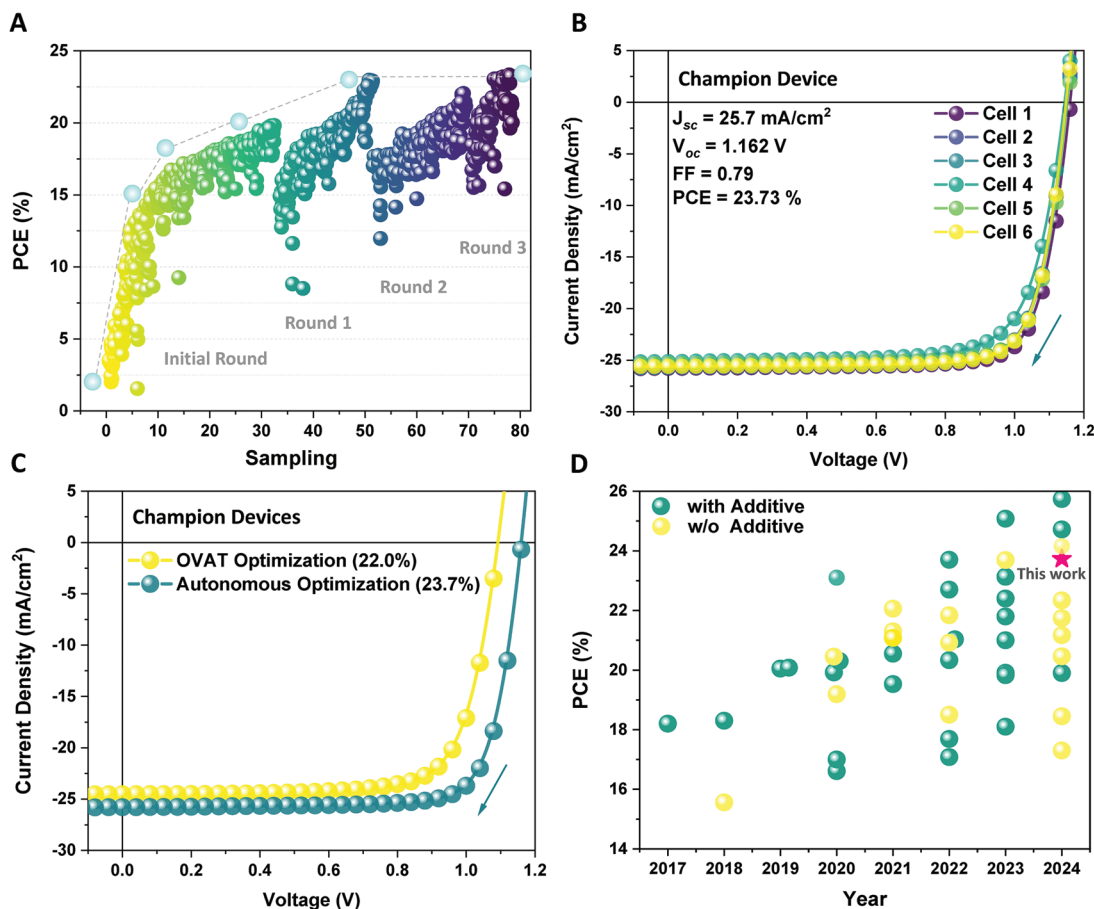 A
PCE (%)
25
20
15
10
5
0
Initial Round
Round 1
Round 2
Round 3
0 10 20 30 40 50 60 70 80
Sampling
B
Current Density (mA/cm²)
5
0
-5
-10
-15
-20
-25
-30
Champion Device
J_sc = 25.7 mA/cm²
V_oc = 1.162 V
FF = 0.79
PCE = 23.73 %
Cell 1
Cell 2
Cell 3
Cell 4
Cell 5
Cell 6
0.0 0.2 0.4 0.6 0.8 1.0 1.2
Voltage (V)
C
Current Density (mA/cm²)
5
0
-5
-10
-15
-20
-25
-30
Champion Devices
OVAT Optimization (22.0%)
Autonomous Optimization (23.7%)
0.0 0.2 0.4 0.6 0.8 1.0 1.2
Voltage (V)
D
PCE (%)
26
24
22
20
18
16
14
with Additive
w/o Additive
This work
2017 2018 2019 2020 2021 2022 2023 2024
Year